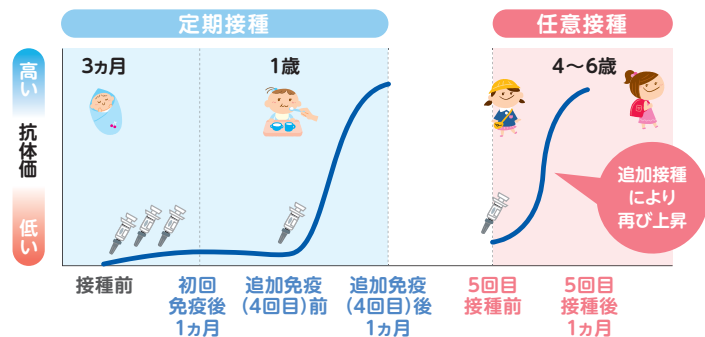 定期接種
任意接種
高い
抗体価
低い
3ヵ月
1歳
4～6歳
追加接種
により
再び上昇
接種前
初回
免疫後
1ヵ月
追加免疫
(4回目)前
追加免疫
(4回目)後
1ヵ月
5回目
接種前
5回目
接種後
1ヵ月